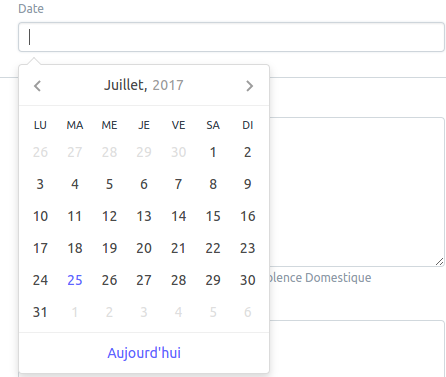 Date
Juillet, 2017
LU MA ME JE VE SA DI
26 27 28 29 30 1 2
3 4 5 6 7 8 9
10 11 12 13 14 15 16
17 18 19 20 21 22 23
24 25 26 27 28 29 30
olence Domestique
31 1 2 3 4 5 6
Aujourd'hui